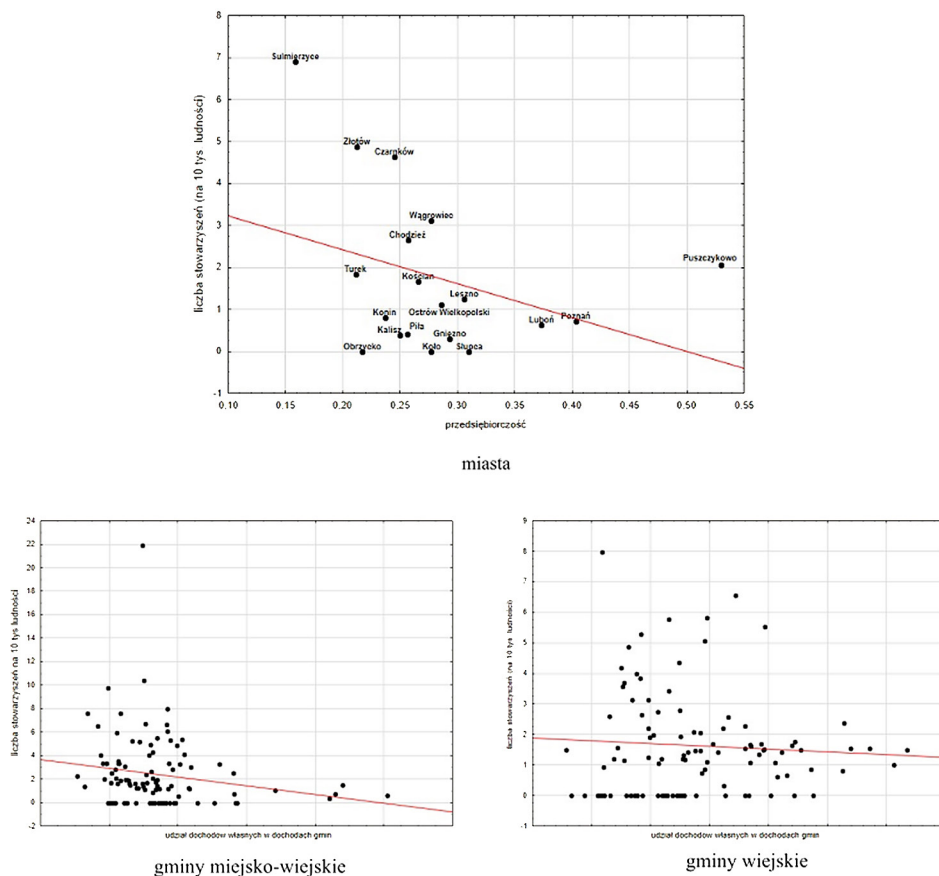 liczba stowarzyszeń (na 10 tys. ludności)
8
7
6
5
4
3
2
1
0
-1
Sulmierzyce
Złotów
Czarnków
Wągrowiec
Chodzież
Puszczykowo
Turek
Kościan
Leszno
Konin
Ostrów Wielkopolski
Luboń
Poznań
Kalisz
Piła
Gniezno
Obrzycko
Koło
Słupca
0.10 0.15 0.20 0.25 0.30 0.35 0.40 0.45 0.50 0.55
przedsiębiorczość
miasta
liczba stowarzyszeń na 10 tys. ludności)
24
22
20
18
16
14
12
10
8
6
4
2
0
-2
udział dochodów własnych w dochodach gmin
gminy miejsko-wiejskie
liczba stowarzyszeń (na 10 tys. ludności)
9
8
7
6
5
4
3
2
1
0
-1
udział dochodów własnych w dochodach gmin
gminy wiejskie